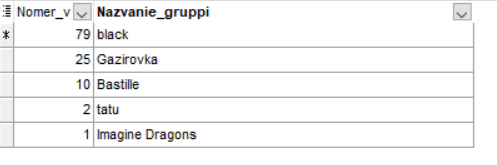 Nomer_v Nazvanie_gruppi
79 black
25 Gazirovka
10 Bastille
2 tatu
1 Imagine Dragons